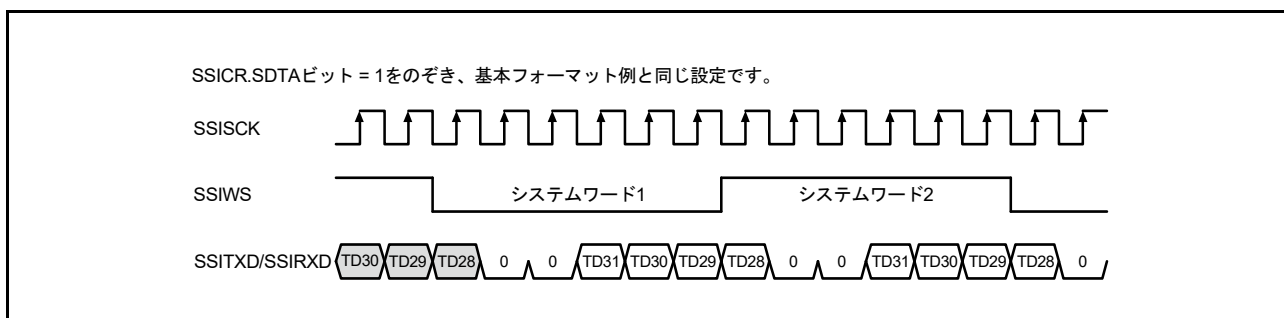 SSICR.SDTAビット = 1をのぞき、基本フォーマット例と同じ設定です。
SSISCK
SSIWS システムワード1 システムワード2
SSITXD/SSIRXD TD30 TD29 TD28 0 0 TD31 TD30 TD29 TD28 0 0 TD31 TD30 TD29 TD28 0